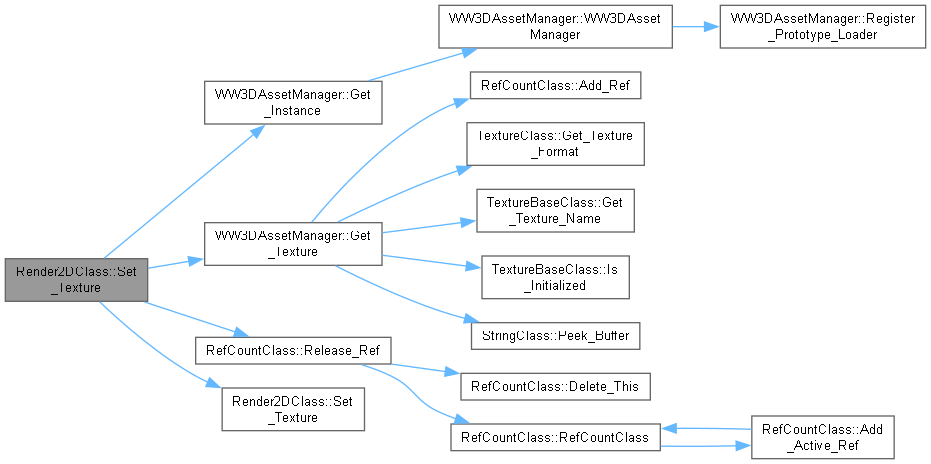 WW3DAssetManager::WW3DAsset
Manager
WW3DAssetManager::Register
_Prototype_Loader
WW3DAssetManager::Get
_Instance
RefCountClass::Add_Ref
TextureClass::Get_Texture
_Format
TextureBaseClass::Get
_Texture_Name
WW3DAssetManager::Get
_Texture
TextureBaseClass::Is
_Initialized
Render2DClass::Set
_Texture
StringClass::Peek_Buffer
RefCountClass::Release_Ref
RefCountClass::Delete_This
Render2DClass::Set
_Texture
RefCountClass::RefCountClass
RefCountClass::Add
_Active_Ref